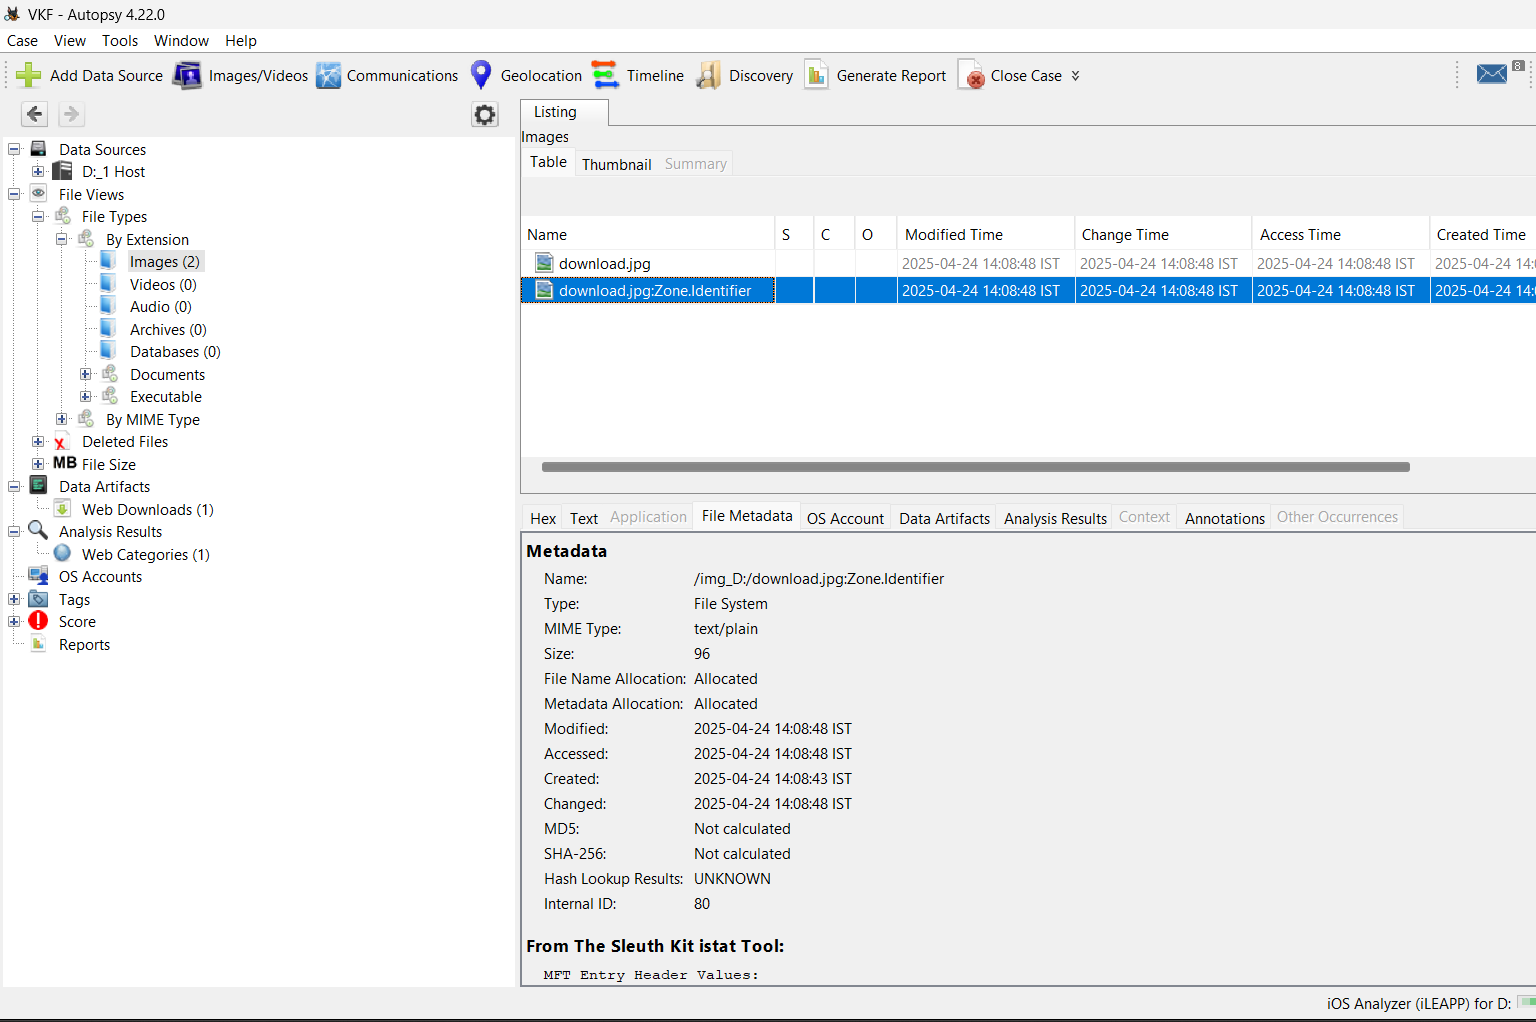 VKF - Autopsy 4.22.0
Case View Tools Window Help
Add Data Source Images/Videos Communications Geolocation Timeline Discovery Generate Report Close Case 8
Data Sources
D:_1 Host
File Views
File Types
By Extension
Images (2)
Videos (0)
Audio (0)
Archives (0)
Databases (0)
Documents
Executable
By MIME Type
Deleted Files
MB File Size
Data Artifacts
Web Downloads (1)
Analysis Results
Web Categories (1)
OS Accounts
Tags
Score
Reports
Listing
Images
Table Thumbnail Summary
Name S C O Modified Time Change Time Access Time Created Time
download.jpg 2025-04-24 14:08:48 IST 2025-04-24 14:08:48 IST 2025-04-24 14:08:48 IST 2025-04-24 14:
download.jpg:Zone.Identifier 2025-04-24 14:08:48 IST 2025-04-24 14:08:48 IST 2025-04-24 14:08:48 IST 2025-04-24 14:
Hex Text Application File Metadata OS Account Data Artifacts Analysis Results Context Annotations Other Occurrences
Metadata
Name: /img_D:/download.jpg:Zone.Identifier
Type: File System
MIME Type: text/plain
Size: 96
File Name Allocation: Allocated
Metadata Allocation: Allocated
Modified: 2025-04-24 14:08:48 IST
Accessed: 2025-04-24 14:08:48 IST
Created: 2025-04-24 14:08:43 IST
Changed: 2025-04-24 14:08:48 IST
MD5: Not calculated
SHA-256: Not calculated
Hash Lookup Results: UNKNOWN
Internal ID: 80
From The Sleuth Kit istat Tool:
MFT Entry Header Values:
iOS Analyzer (iLEAPP) for D: